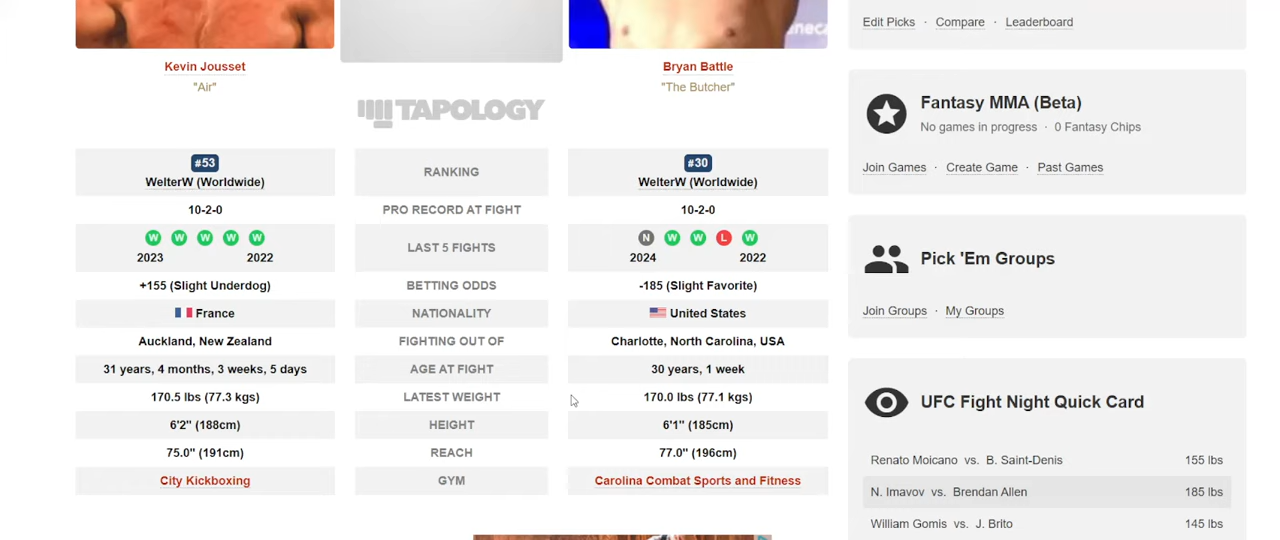 Kevin Jousset
"Air"
Bryan Battle
"The Butcher"
TAPOLOGY
#53
WelterW (Worldwide)
RANKING
#30
WelterW (Worldwide)
10-2-0
PRO RECORD AT FIGHT
10-2-0
W W W W W
2023 2022
LAST 5 FIGHTS
N W W L W
2024 2022
+155 (Slight Underdog)
BETTING ODDS
-185 (Slight Favorite)
France
NATIONALITY
United States
Auckland, New Zealand
FIGHTING OUT OF
Charlotte, North Carolina, USA
31 years, 4 months, 3 weeks, 5 days
AGE AT FIGHT
30 years, 1 week
170.5 lbs (77.3 kgs)
LATEST WEIGHT
170.0 lbs (77.1 kgs)
6'2" (188cm)
HEIGHT
6'1" (185cm)
75.0" (191cm)
REACH
77.0" (196cm)
City Kickboxing
GYM
Carolina Combat Sports and Fitness
Edit Picks · Compare · Leaderboard
Fantasy MMA (Beta)
No games in progress · 0 Fantasy Chips
Join Games · Create Game · Past Games
Pick 'Em Groups
Join Groups · My Groups
UFC Fight Night Quick Card
Renato Moicano vs. B. Saint-Denis 155 lbs
N. Imavov vs. Brendan Allen 185 lbs
William Gomis vs. J. Brito 145 lbs